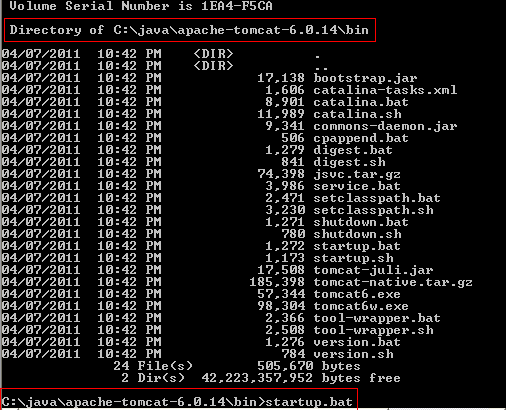 Volume Serial Number is 1EA4-F5CA
Directory of C:\java\apache-tomcat-6.0.14\bin
04/07/2011 10:42 PM <DIR> .
04/07/2011 10:42 PM <DIR> ..
04/07/2011 10:42 PM 17,138 bootstrap.jar
04/07/2011 10:42 PM 1,606 catalina-tasks.xml
04/07/2011 10:42 PM 8,901 catalina.bat
04/07/2011 10:42 PM 11,989 catalina.sh
04/07/2011 10:42 PM 9,341 commons-daemon.jar
04/07/2011 10:42 PM 506 cpappend.bat
04/07/2011 10:42 PM 1,279 digest.bat
04/07/2011 10:42 PM 841 digest.sh
04/07/2011 10:42 PM 74,398 jsvc.tar.gz
04/07/2011 10:42 PM 3,986 service.bat
04/07/2011 10:42 PM 2,471 setclasspath.bat
04/07/2011 10:42 PM 3,230 setclasspath.sh
04/07/2011 10:42 PM 1,271 shutdown.bat
04/07/2011 10:42 PM 780 shutdown.sh
04/07/2011 10:42 PM 1,272 startup.bat
04/07/2011 10:42 PM 1,173 startup.sh
04/07/2011 10:42 PM 17,508 tomcat-juli.jar
04/07/2011 10:42 PM 185,398 tomcat-native.tar.gz
04/07/2011 10:42 PM 57,344 tomcat6.exe
04/07/2011 10:42 PM 98,304 tomcat6w.exe
04/07/2011 10:42 PM 2,366 tool-wrapper.bat
04/07/2011 10:42 PM 2,508 tool-wrapper.sh
04/07/2011 10:42 PM 1,276 version.bat
04/07/2011 10:42 PM 784 version.sh
24 File(s) 505,670 bytes
2 Dir(s) 42,223,357,952 bytes free
C:\java\apache-tomcat-6.0.14\bin>startup.bat